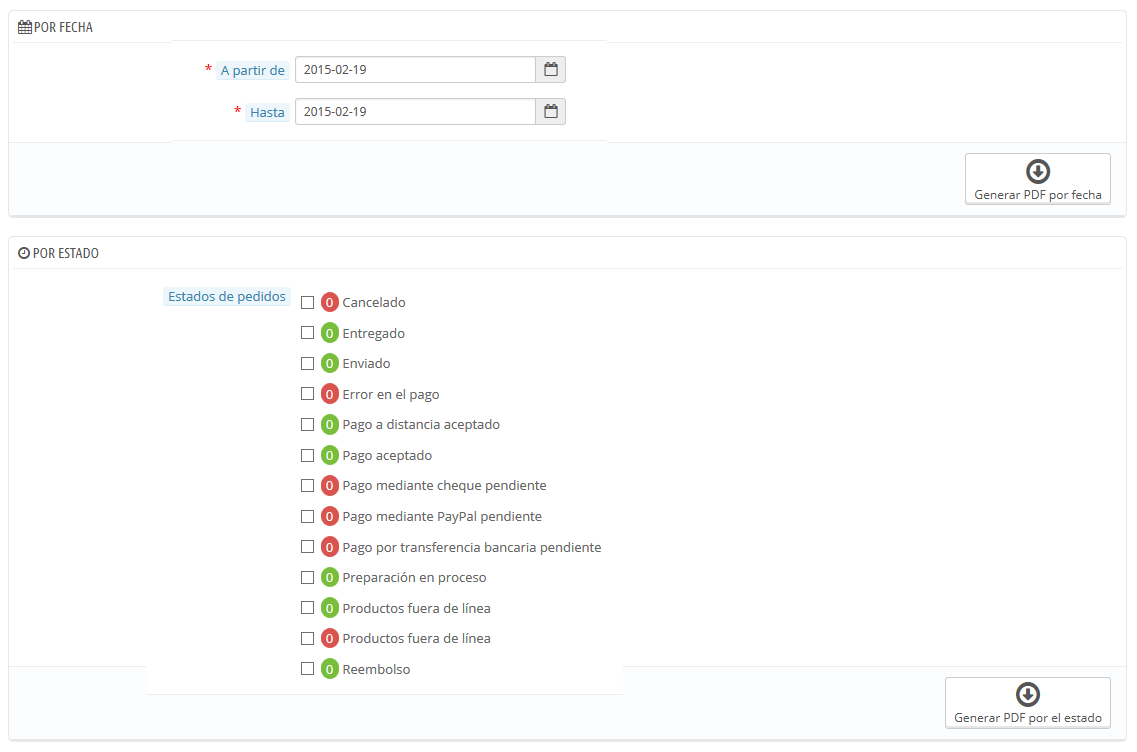 POR FECHA
* A partir de 2015-02-19
* Hasta 2015-02-19
Generar PDF por fecha
POR ESTADO
Estados de pedidos
0 Cancelado
0 Entregado
0 Enviado
0 Error en el pago
0 Pago a distancia aceptado
0 Pago aceptado
0 Pago mediante cheque pendiente
0 Pago mediante PayPal pendiente
0 Pago por transferencia bancaria pendiente
0 Preparación en proceso
0 Productos fuera de línea
0 Productos fuera de línea
0 Reembolso
Generar PDF por el estado